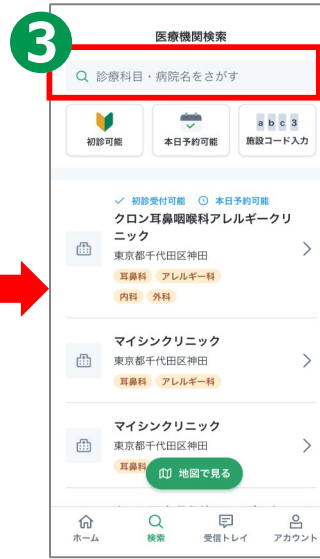 3
医療機関検索
診療科目・病院名をさがす
初診可能
本日予約可能
a b c 3
施設コード入力
初診受付可能 本日予約可能
クロン耳鼻咽喉科アレルギークリ
ニック
東京都千代田区神田
耳鼻科 アレルギー科
内科 外科
マイシンクリニック
東京都千代田区神田
耳鼻科 アレルギー科
マイシンクリニック
東京都千代田区神田
耳鼻科
地図で見る
ホーム 検索 受信トレイ アカウント